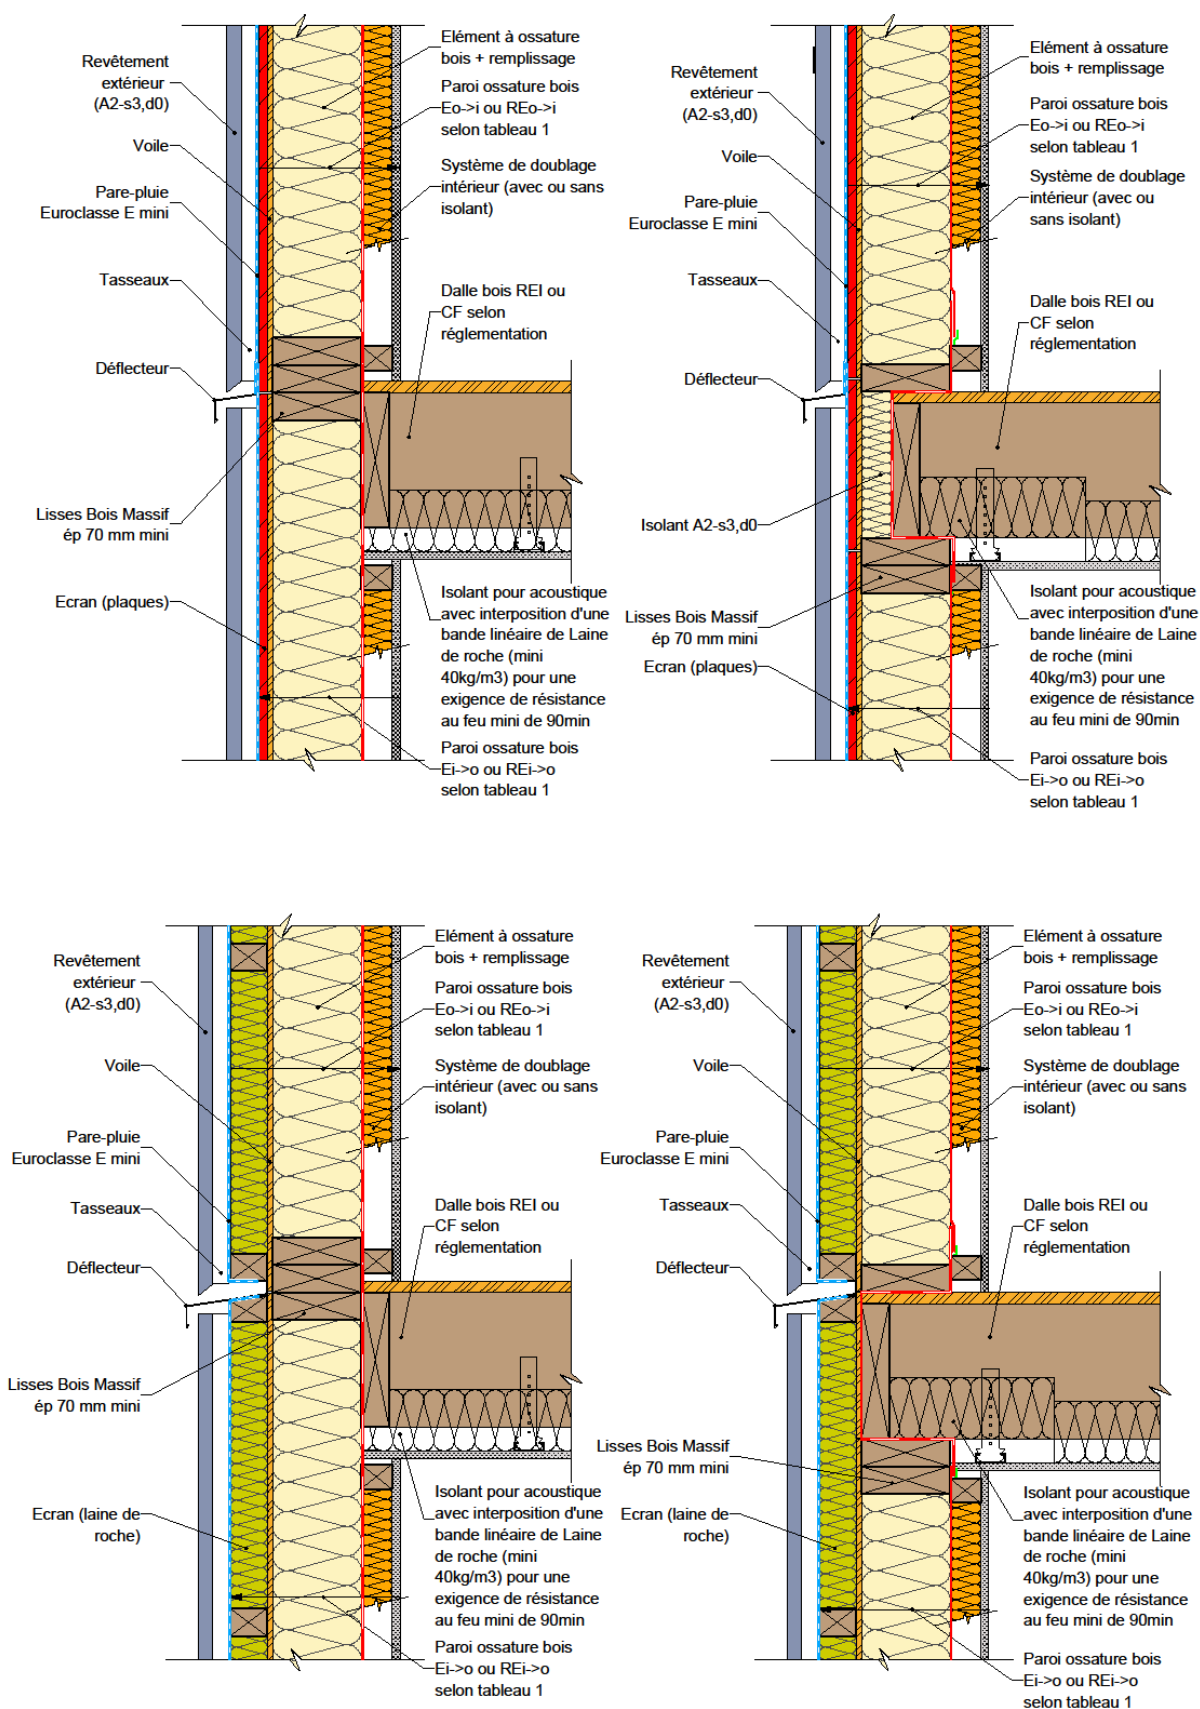 Revêtement
extérieur
(A2-s3,d0)
Voile
Pare-pluie
Euroclasse E mini
Tasseaux
Déflecteur
Lisses Bois Massif
ép 70 mm mini
Ecran (plaques)
Elément à ossature
bois + remplissage
Paroi ossature bois
Eo->i ou REo->i
selon tableau 1
Système de doublage
intérieur (avec ou sans
isolant)
Dalle bois REI ou
CF selon
réglementation
Isolant pour acoustique
avec interposition d'une
bande linéaire de Laine
de roche (mini
40kg/m3) pour une
exigence de résistance
au feu mini de 90min
Paroi ossature bois
Ei->o ou REi->o
selon tableau 1
Revêtement
extérieur
(A2-s3,d0)
Voile
Pare-pluie
Euroclasse E mini
Tasseaux
Déflecteur
Isolant A2-s3,d0
Lisses Bois Massif
ép 70 mm mini
Ecran (plaques)
Elément à ossature
bois + remplissage
Paroi ossature bois
Eo->i ou REo->i
selon tableau 1
Système de doublage
intérieur (avec ou
sans isolant)
Dalle bois REI ou
CF selon
réglementation
Isolant pour acoustique
avec interposition d'une
bande linéaire de Laine
de roche (mini
40kg/m3) pour une
exigence de résistance
au feu mini de 90min
Paroi ossature bois
Ei->o ou REi->o
selon tableau 1
Revêtement
extérieur
(A2-s3,d0)
Voile
Pare-pluie
Euroclasse E mini
Tasseaux
Déflecteur
Lisses Bois Massif
ép 70 mm mini
Ecran (laine de
roche)
Elément à ossature
bois + remplissage
Paroi ossature bois
Eo->i ou REo->i
selon tableau 1
Système de doublage
intérieur (avec ou sans
isolant)
Dalle bois REI ou
CF selon
réglementation
Isolant pour acoustique
avec interposition d'une
bande linéaire de Laine
de roche (mini
40kg/m3) pour une
exigence de résistance
au feu mini de 90min
Paroi ossature bois
Ei->o ou REi->o
selon tableau 1
Revêtement
extérieur
(A2-s3,d0)
Voile
Pare-pluie
Euroclasse E mini
Tasseaux
Déflecteur
Lisses Bois Massif
ép 70 mm mini
Ecran (laine de
roche)
Elément à ossature
bois + remplissage
Paroi ossature bois
Eo->i ou REo->i
selon tableau 1
Système de doublage
intérieur (avec ou sans
isolant)
Dalle bois REI ou
CF selon
réglementation
Isolant pour acoustique
avec interposition d'une
bande linéaire de Laine
de roche (mini
40kg/m3) pour une
exigence de résistance
au feu mini de 90min
Paroi ossature bois
Ei->o ou REi->o
selon tableau 1